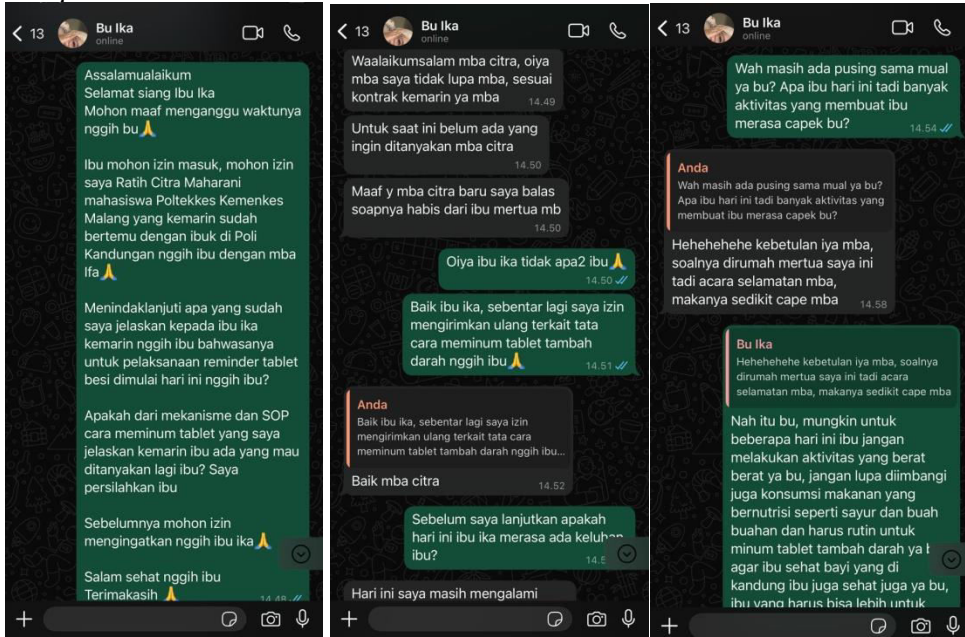 13
Bu Ika
online
Assalamualaikum
Selamat siang Ibu Ika
Mohon maaf menganggu waktunya
nggih bu🙏
Ibu mohon izin masuk, mohon izin
saya Ratih Citra Maharani
mahasiswa Poltekkes Kemenkes
Malang yang kemarin sudah
bertemu dengan ibuk di Poli
Kandungan nggih ibu dengan mba
Ifa🙏
Menindaklanjuti apa yang sudah
saya jelaskan kepada ibu ika
kemarin nggih ibu bahwasanya
untuk pelaksanaan reminder tablet
besi dimulai hari ini nggih ibu?
Apakah dari mekanisme dan SOP
cara meminum tablet yang saya
jelaskan kemarin ibu ada yang mau
ditanyakan lagi ibu? Saya
persilahkan ibu
Sebelumnya mohon izin
mengingatkan nggih ibu ika🙏
Salam sehat nggih ibu
Terimakasih 🙏
14.48
13
Bu Ika
online
Waalaikumsalam mba citra, oiya
mba saya tidak lupa mba, sesuai
kontrak kemarin ya mba
14.49
Untuk saat ini belum ada yang
ingin ditanyakan mba citra
14.50
Maaf y mba citra baru saya balas
soapnya habis dari ibu mertua mb
14.50
Oiya ibu ika tidak apa2 ibu🙏
14.50
Baik ibu ika, sebentar lagi saya izin
mengirimkan ulang terkait tata
cara meminum tablet tambah
darah nggih ibu🙏
14.51
Anda
Baik ibu ika, sebentar lagi saya izin
mengirimkan ulang terkait tata cara
meminum tablet tambah darah nggih ibu...
Baik mba citra
14.52
Sebelum saya lanjutkan apakah
hari ini ibu ika merasa ada keluhan
ibu?
Hari ini saya masih mengalami
13
Bu Ika
online
Wah masih ada pusing sama mual
ya bu? Apa ibu hari ini tadi banyak
aktivitas yang membuat ibu
merasa capek bu?
14.54
Anda
Wah masih ada pusing sama mual ya bu?
Apa ibu hari ini tadi banyak aktivitas yang
membuat ibu merasa capek bu?
Hehehehehe kebetulan iya mba,
soalnya dirumah mertua saya ini
tadi acara selamatan mba,
makanya sedikit cape mba
14.58
Bu Ika
Hehehehehe kebetulan iya mba, soalnya
dirumah mertua saya ini tadi acara
selamatan mba, makanya sedikit cape mba
Nah itu bu, mungkin untuk
beberapa hari ini ibu jangan
melakukan aktivitas yang berat
berat ya bu, jangan lupa diimbangi
juga konsumsi makanan yang
bernutrisi seperti sayur dan buah
buahan dan harus rutin untuk
minum tablet tambah darah ya
agar ibu sehat bayi yang di
kandung ibu juga sehat juga ya bu,
ibu yang harus bisa lebih untuk